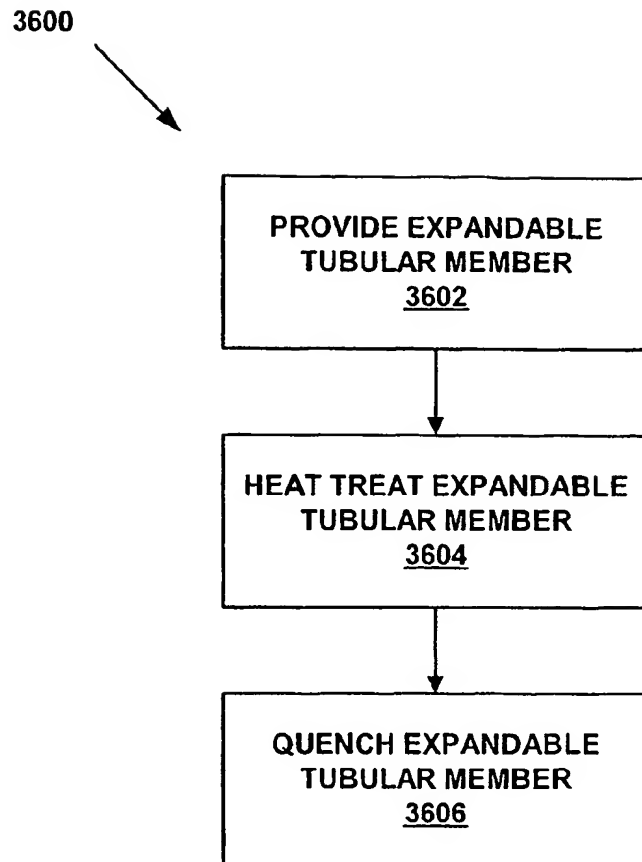 3600
PROVIDE EXPANDABLE
TUBULAR MEMBER
3602
HEAT TREAT EXPANDABLE
TUBULAR MEMBER
3604
QUENCH EXPANDABLE
TUBULAR MEMBER
3606